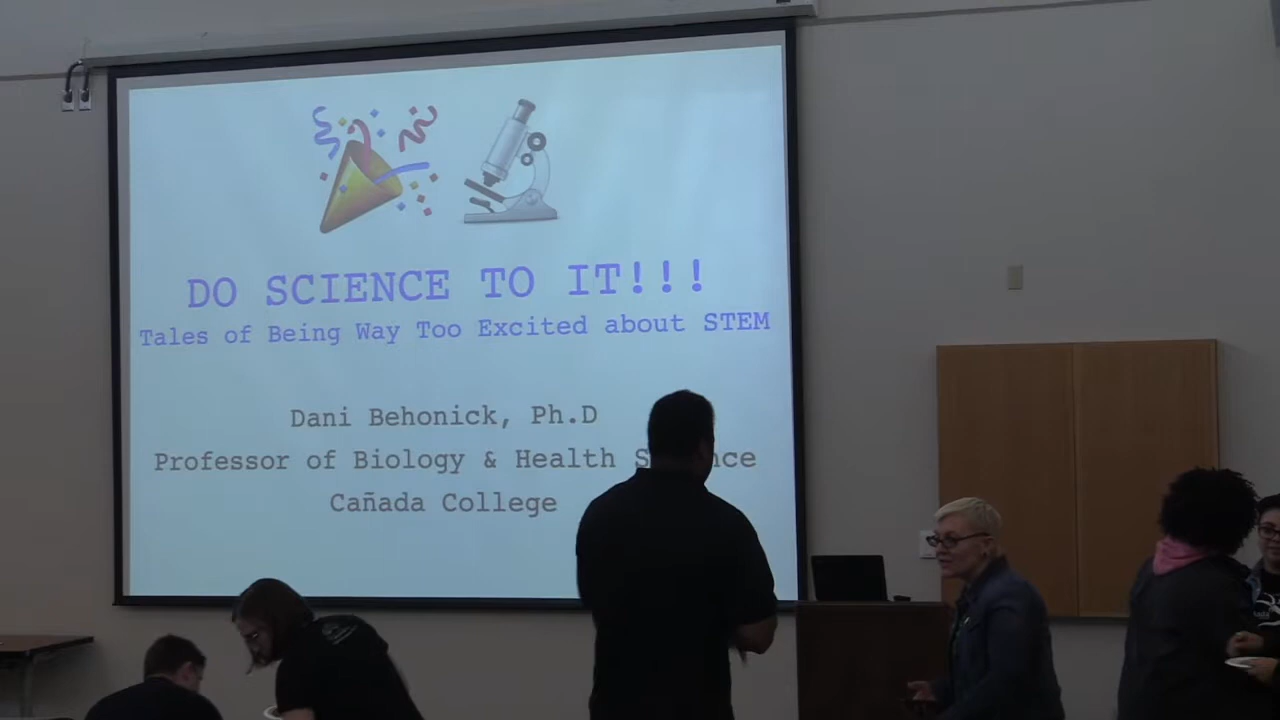 DO SCIENCE TO IT!!!
Tales of Being Way Too Excited about STEM
Dani Behonick, Ph.D
Professor of Biology & Health S nce
Cañada College